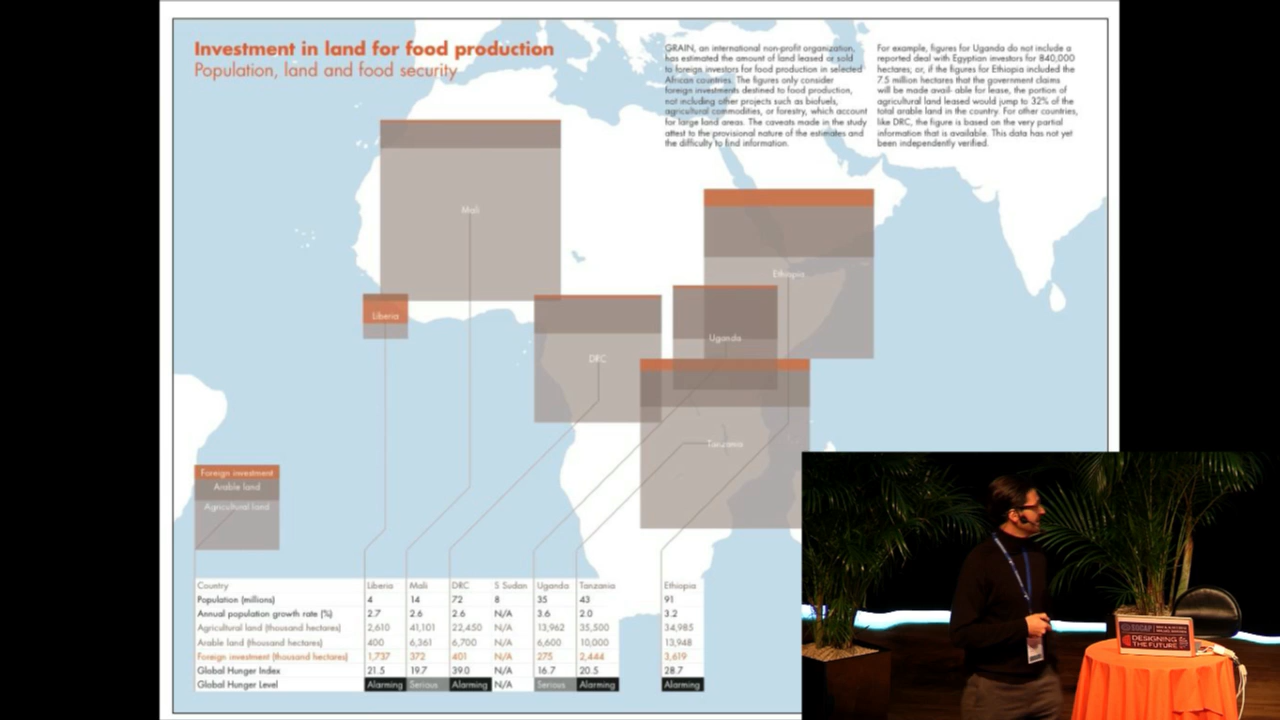 Investment in land for food production
Population, land and food security
GRAIN, an international non-profit organization,
has estimated the amount of land leased or sold
to foreign investors for food production in selected
African countries. The figures only consider
foreign investments destined to food production,
not including other projects such as biofuels,
agricultural commodities, or forestry, which account
for large land areas. The caveats made in the study
attest to the provisional nature of the estimates and
the difficulty to find information.
For example, figures for Uganda do not include a
reported deal with Egyptian investors for 840,000
hectares; or, if the figures for Ethiopia included the
7.5 million hectares that the government claims
will be made avail- able for lease, the portion of
agricultural land leased would jump to 32% of the
total arable land in the country. For other countries,
like DRC, the figure is based on the very partial
information that is available. This data has not yet
been independently verified.
Mali
Ethiopia
Liberia
Uganda
DRC
Tanzania
Foreign investment
Arable land
Agricultural land
Country Liberia Mali DRC S Sudan Uganda Tanzania Ethiopia
Population (millions) 4 14 72 8 35 43 91
Annual population growth rate (%) 2.7 2.6 2.6 N/A 3.6 2.0 3.2
Agricultural land (thousand hectares) 2,610 41,101 22,450 N/A 13,962 35,500 34,985
Arable land (thousand hectares) 400 6,361 6,700 N/A 6,600 10,000 13,948
Foreign investment (thousand hectares) 1,737 372 401 N/A 275 2,444 3,619
Global Hunger Index 21.5 19.7 39.0 N/A 16.7 20.5 28.7
Global Hunger Level Alarming Serious Alarming N/A Serious Alarming Alarming
DESIGNING
THE FUTURE